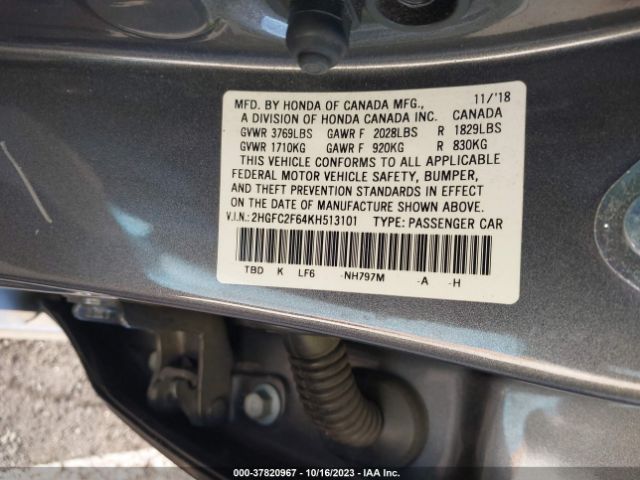 MFD. BY HONDA OF CANADA MFG., 11/'18
A DIVISION OF HONDA CANADA INC. CANADA
GVWR 3769LBS GAWR F 2028LBS R 1829LBS
GVWR 1710KG GAWR F 920KG R 830KG
THIS VEHICLE CONFORMS TO ALL APPLICABLE
FEDERAL MOTOR VEHICLE SAFETY, BUMPER,
AND THEFT PREVENTION STANDARDS IN EFFECT
ON THE DATE OF MANUFACTURE SHOWN ABOVE.
V.I.N.:2HGFC2F64KH513101 TYPE:PASSENGER CAR
TBD K LF6 -NH797M -A -H
000-37820967 - 10/16/2023 - IAA Inc.